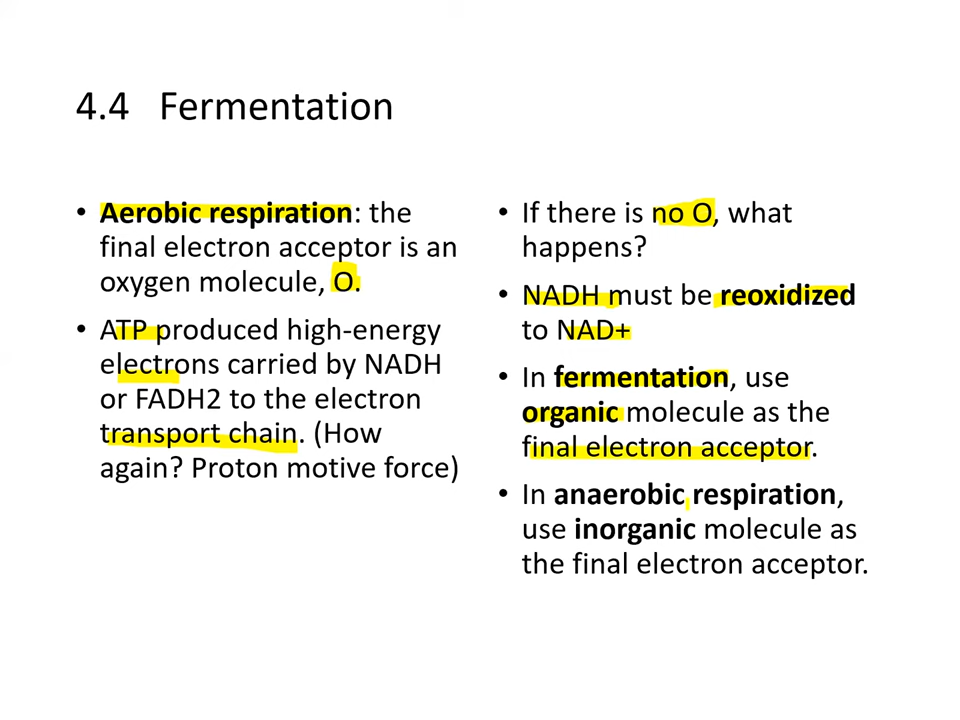 4.4 Fermentation
• Aerobic respiration: the
final electron acceptor is an
oxygen molecule, O.
• ATP produced high-energy
electrons carried by NADH
or FADH2 to the electron
transport chain. (How
again? Proton motive force)
• If there is no O, what
happens?
• NADH must be reoxidized
to NAD+
• In fermentation, use
organic molecule as the
final electron acceptor.
• In anaerobic respiration,
use inorganic molecule as
the final electron acceptor.